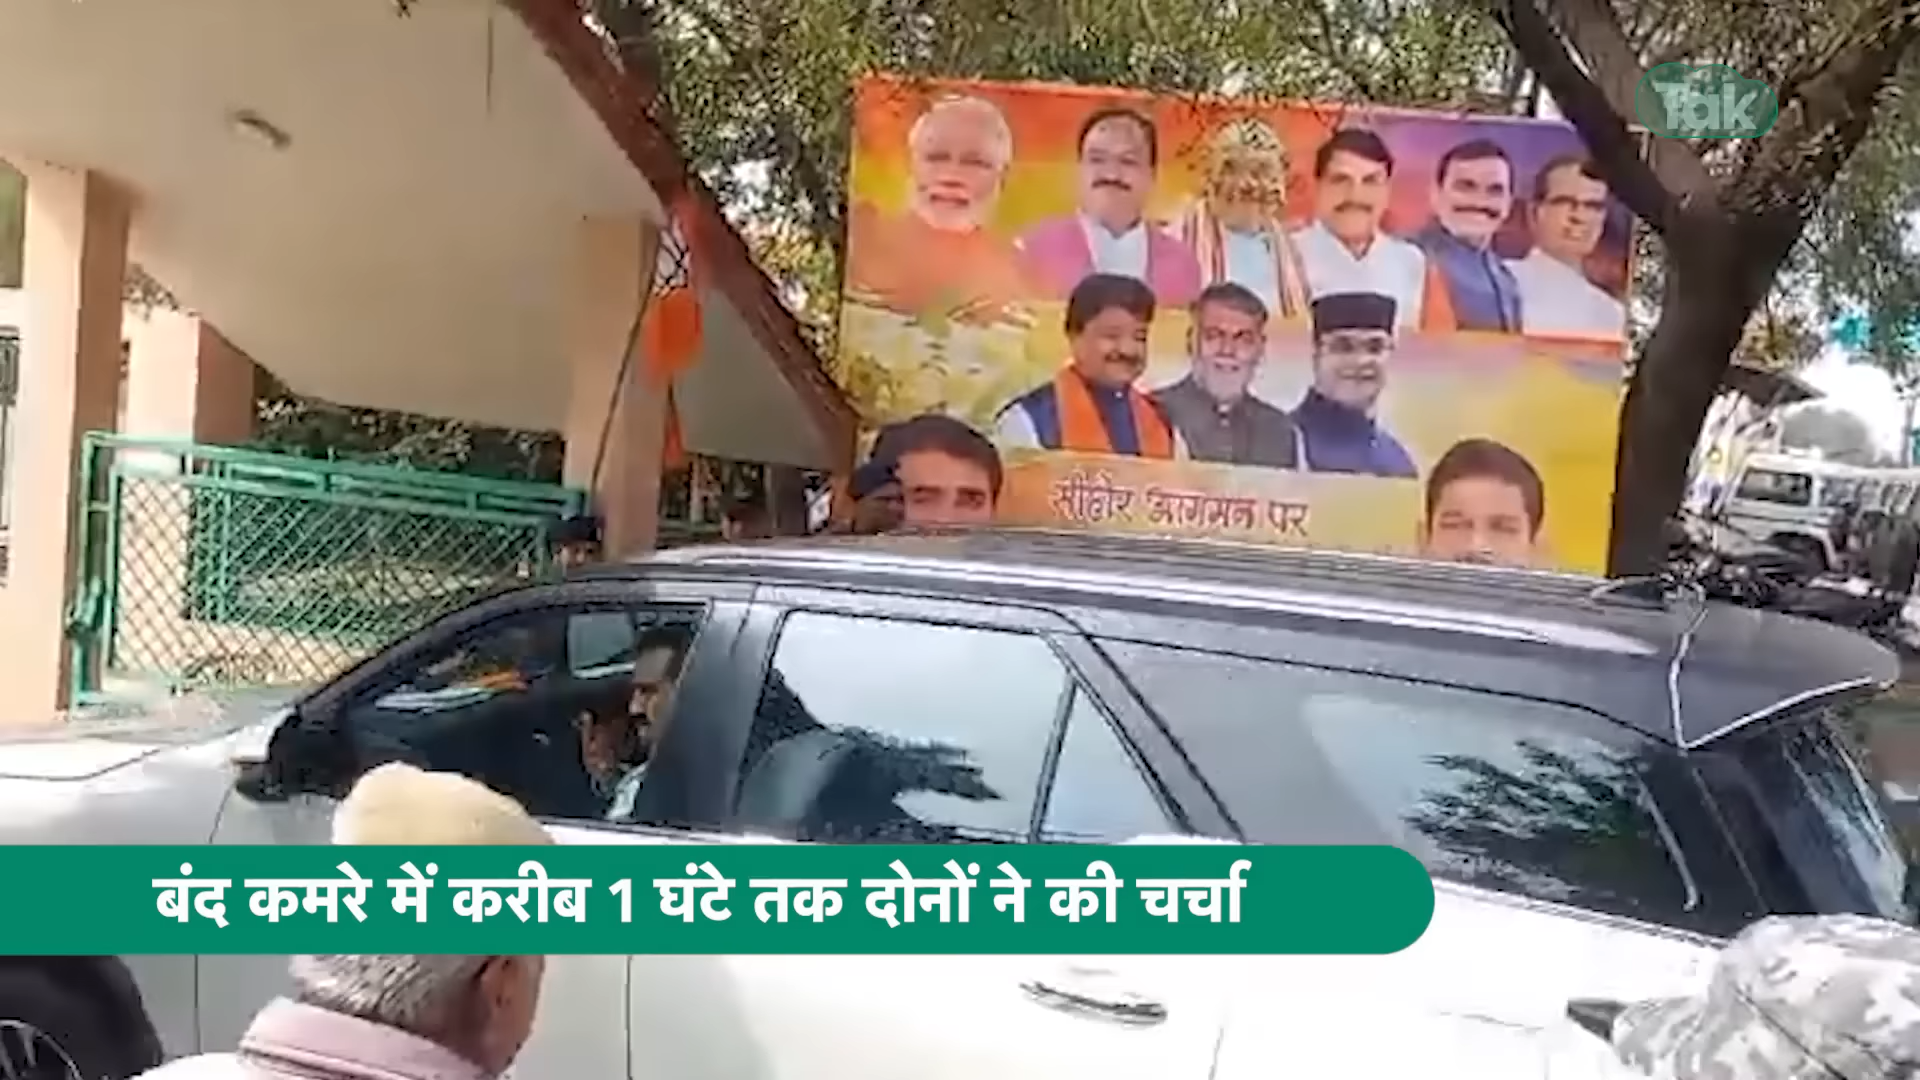 Tak
सीहोर आगमन पर
बंद कमरे में करीब 1 घंटे तक दोनों ने की चर्चा